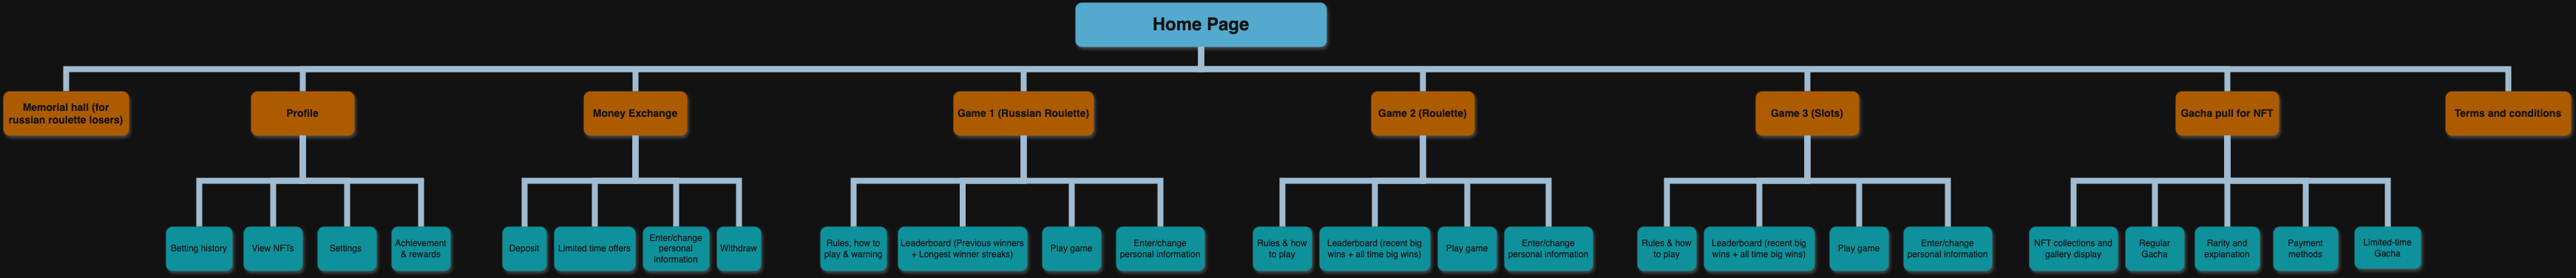 Home Page
Memorial hall (for
russian roulette losers)
Profile
Money Exchange
Game 1 (Russian Roulette)
Game 2 (Roulette)
Game 3 (Slots)
Gacha pull for NFT
Terms and conditions
Betting history
View NFTs
Settings
Achievement
& rewards
Deposit
Limited time offers
Enter/change
personal
information
Withdraw
Rules, how to
play & warning
Leaderboard (Previous winners
+ Longest winner streaks)
Play game
Enter/change
personal information
Rules & how
to play
Leaderboard (recent big
wins + all time big wins)
Play game
Enter/change
personal information
Rules & how
to play
Leaderboard (recent big
wins + all time big wins)
Play game
Enter/change
personal information
NFT collections and
gallery display
Regular
Gacha
Rarity and
explanation
Payment
methods
Limited-time
Gacha